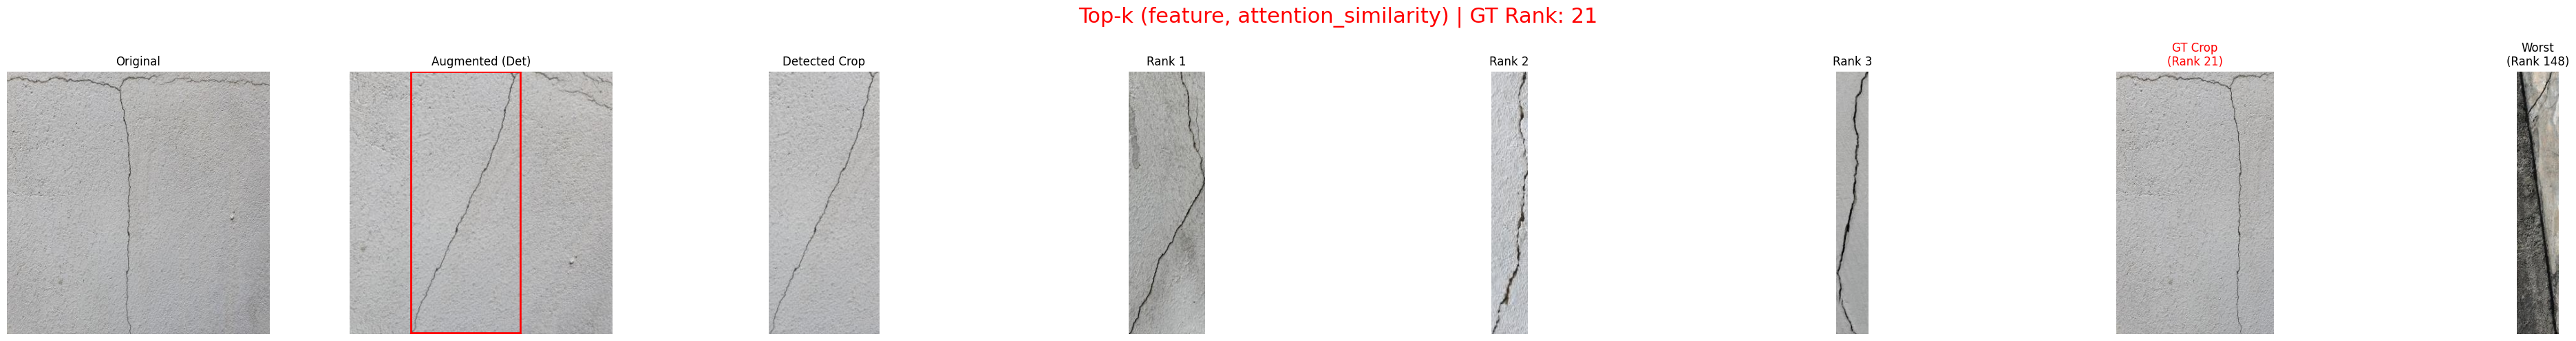 Top-k (feature, attention_similarity) | GT Rank: 21
Original
Augmented (Det)
Detected Crop
Rank 1
Rank 2
Rank 3
GT Crop
(Rank 21)
Worst
(Rank 148)